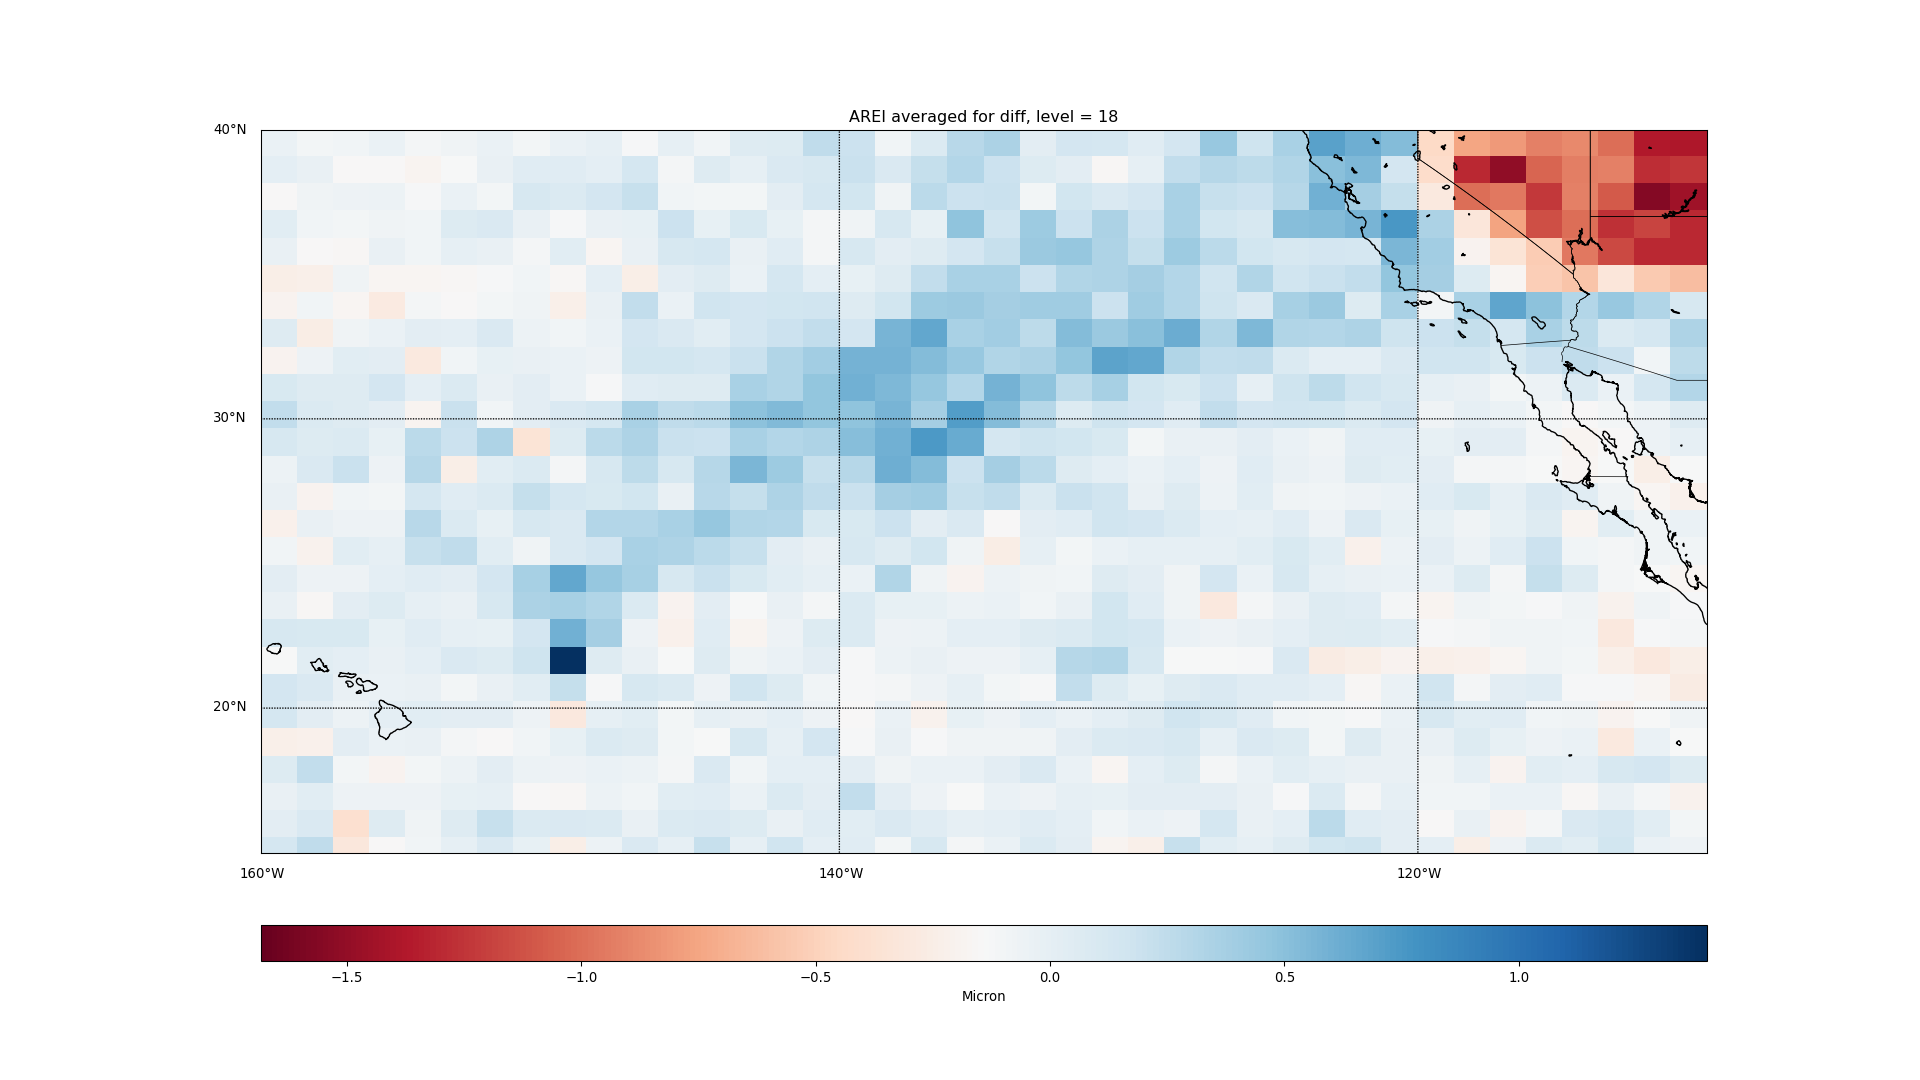 AREI averaged for diff, level = 18
40°N
30°N
20°N
160°W 140°W 120°W
−1.5 −1.0 −0.5 0.0 0.5 1.0
Micron